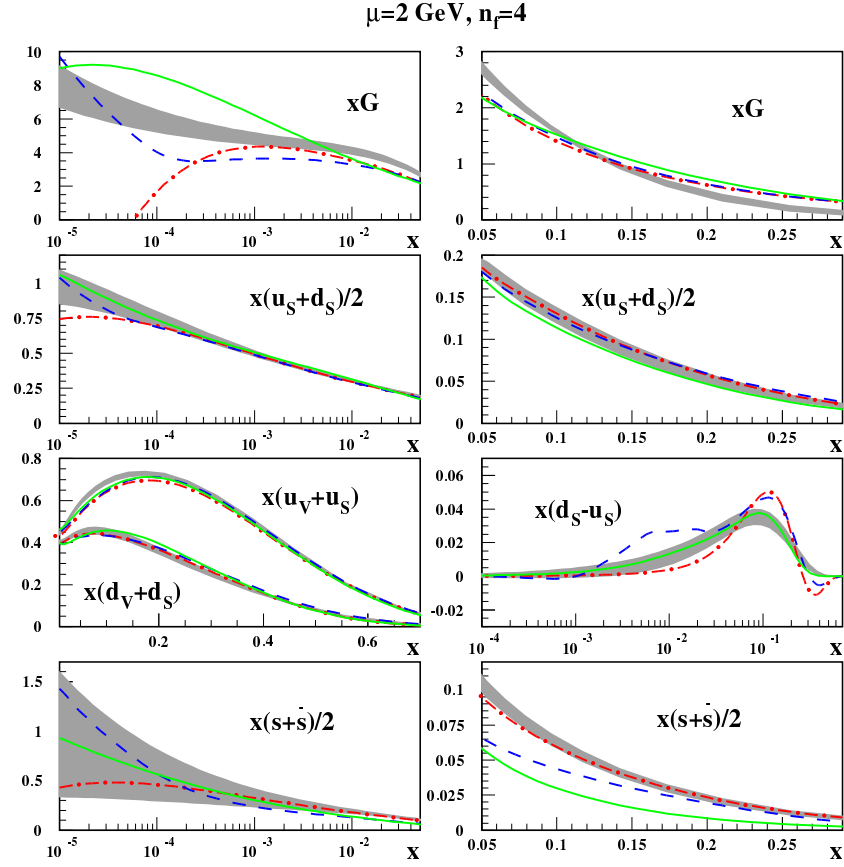 μ=2 GeV, n_f=4
10
8
6
4
2
0
xG
10^-5 10^-4 10^-3 10^-2 x
3
2
1
0
xG
0.05 0.1 0.15 0.2 0.25 x
1
0.75
0.5
0.25
0
x(u_S+d_S)/2
10^-5 10^-4 10^-3 10^-2 x
0.2
0.15
0.1
0.05
0
x(u_S+d_S)/2
0.05 0.1 0.15 0.2 0.25 x
0.8
0.6
0.4
0.2
0
x(u_V+u_S)
x(d_V+d_S)
0.2 0.4 0.6 x
0.06
0.04
0.02
0
-0.02
x(d_S-u_S)
10^-4 10^-3 10^-2 10^-1 x
1.5
1
0.5
0
x(s+s̄)/2
10^-5 10^-4 10^-3 10^-2 x
0.1
0.075
0.05
0.025
0
x(s+s̄)/2
0.05 0.1 0.15 0.2 0.25 x